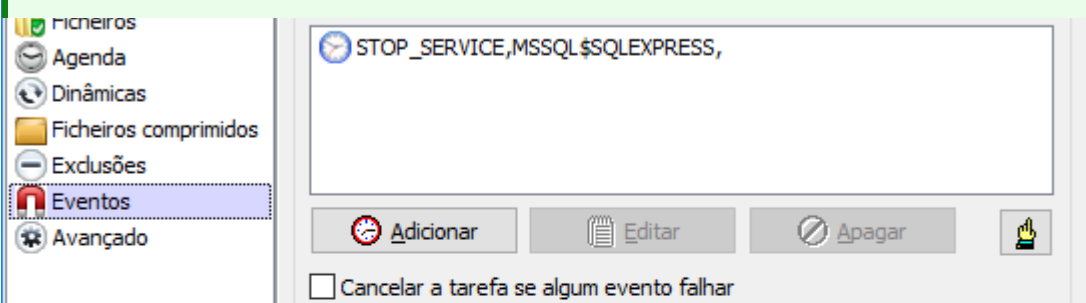 Ficheiros
Agenda
Dinâmicas
Ficheiros comprimidos
Exclusões
Eventos
Avançado
STOP_SERVICE,MSSQL$SQLEXPRESS,
Adicionar
Editar
Apagar
Cancelar a tarefa se algum evento falhar